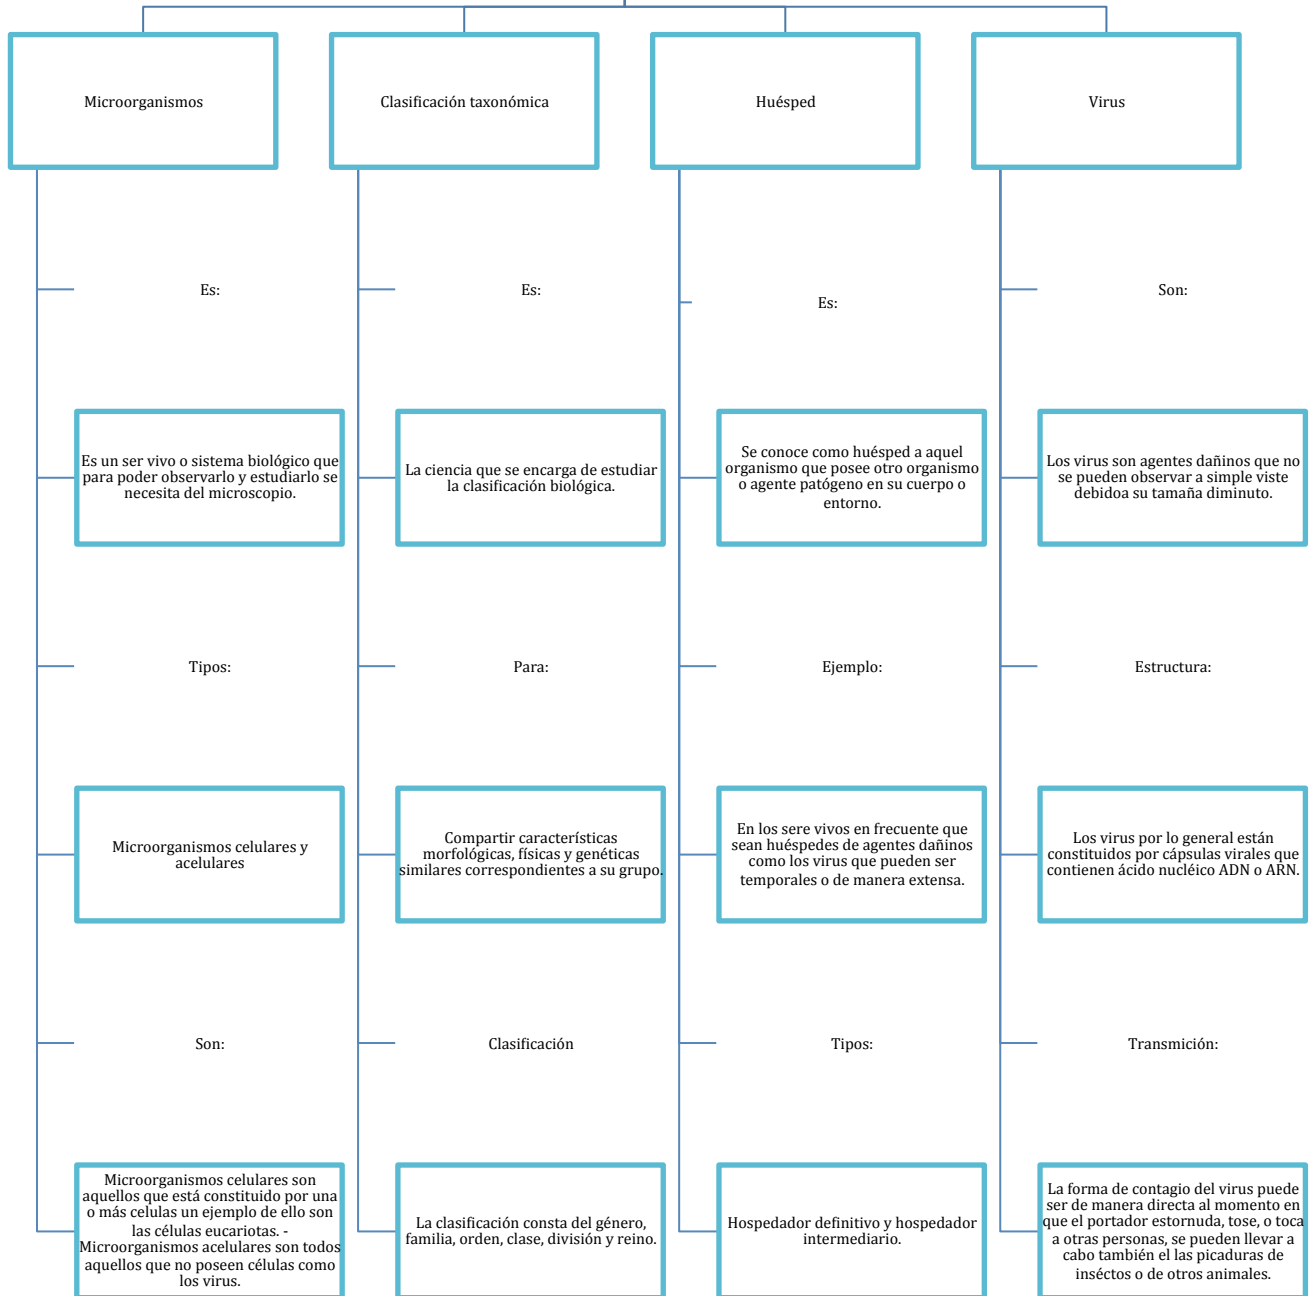 Microorganismos
Es:
Es un ser vivo o sistema biológico que
para poder observarlo y estudiarlo se
necesita del microscopio.
Tipos:
Microorganismos celulares y
acelulares
Son:
Microorganismos celulares son
aquellos que está constituido por una
o más celulas un ejemplo de ello son
las células eucariotas. -
Microorganismos acelulares son todos
aquellos que no poseen células como
los virus.
Clasificación taxonómica
Es:
La ciencia que se encarga de estudiar
la clasificación biológica.
Para:
Compartir características
morfológicas, físicas y genéticas
similares correspondientes a su grupo.
Clasificación
La clasificación consta del género,
familia, orden, clase, división y reino.
Huésped
Es:
Se conoce como huésped a aquel
organismo que posee otro organismo
o agente patógeno en su cuerpo o
entorno.
Ejemplo:
En los sere vivos en frecuente que
sean huéspedes de agentes dañinos
como los virus que pueden ser
temporales o de manera extensa.
Tipos:
Hospedador definitivo y hospedador
intermediario.
Virus
Son:
Los virus son agentes dañinos que no
se pueden observar a simple viste
debidoa su tamaña diminuto.
Estructura:
Los virus por lo general están
constituidos por cápsulas virales que
contienen ácido nucléico ADN o ARN.
Transmición:
La forma de contagio del virus puede
ser de manera directa al momento en
que el portador estornuda, tose, o toca
a otras personas, se pueden llevar a
cabo también el las picaduras de
inséctos o de otros animales.